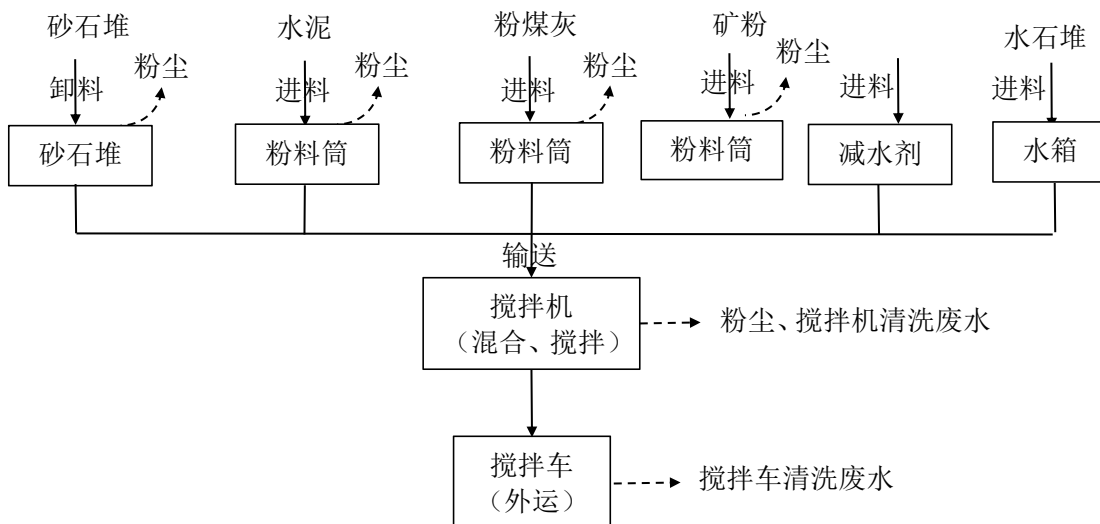 砂石堆
水泥
粉煤灰
矿粉
水石堆
粉尘
粉尘
粉尘
粉尘
卸料
进料
进料
进料
进料
进料
砂石堆
粉料筒
粉料筒
粉料筒
减水剂
水箱
输送
搅拌机
（混合、搅拌）
粉尘、搅拌机清洗废水
搅拌车
（外运）
搅拌车清洗废水